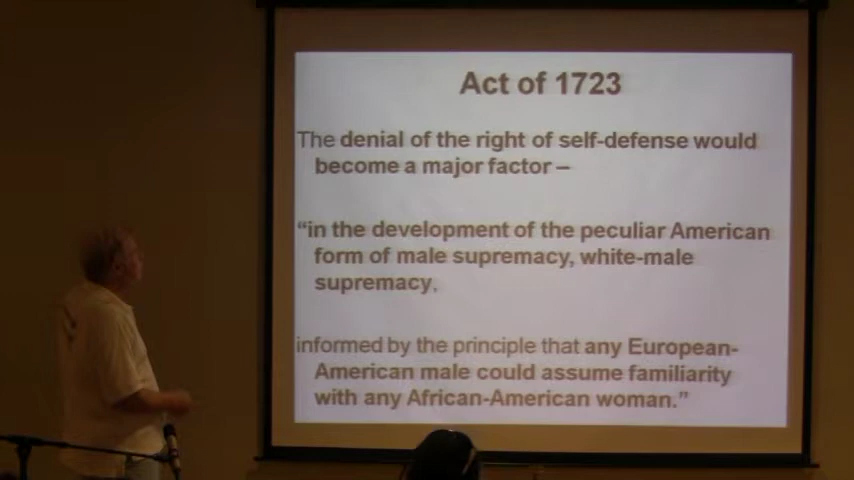 Act of 1723
The denial of the right of self-defense would
become a major factor –
“in the development of the peculiar American
form of male supremacy, white-male
supremacy,
informed by the principle that any European-
American male could assume familiarity
with any African-American woman.”